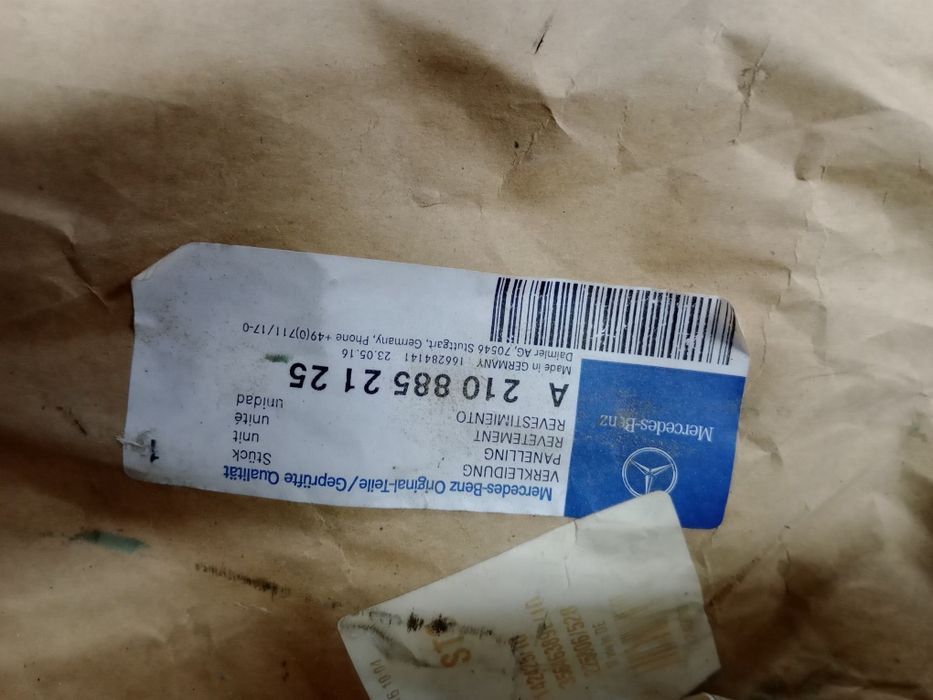 Mercedes-Benz
Mercedes-Benz Original-Teile/Geprüfte Qualität
VERKLEIDUNG Stück 1
PANELLING unit
REVETEMENT unité
REVESTIMIENTO unidad
A 210 885 21 25
Made in GERMANY 166284141 23.05.16
Daimler AG, 70546 Stuttgart, Germany, Phone +49(0)711/17-0